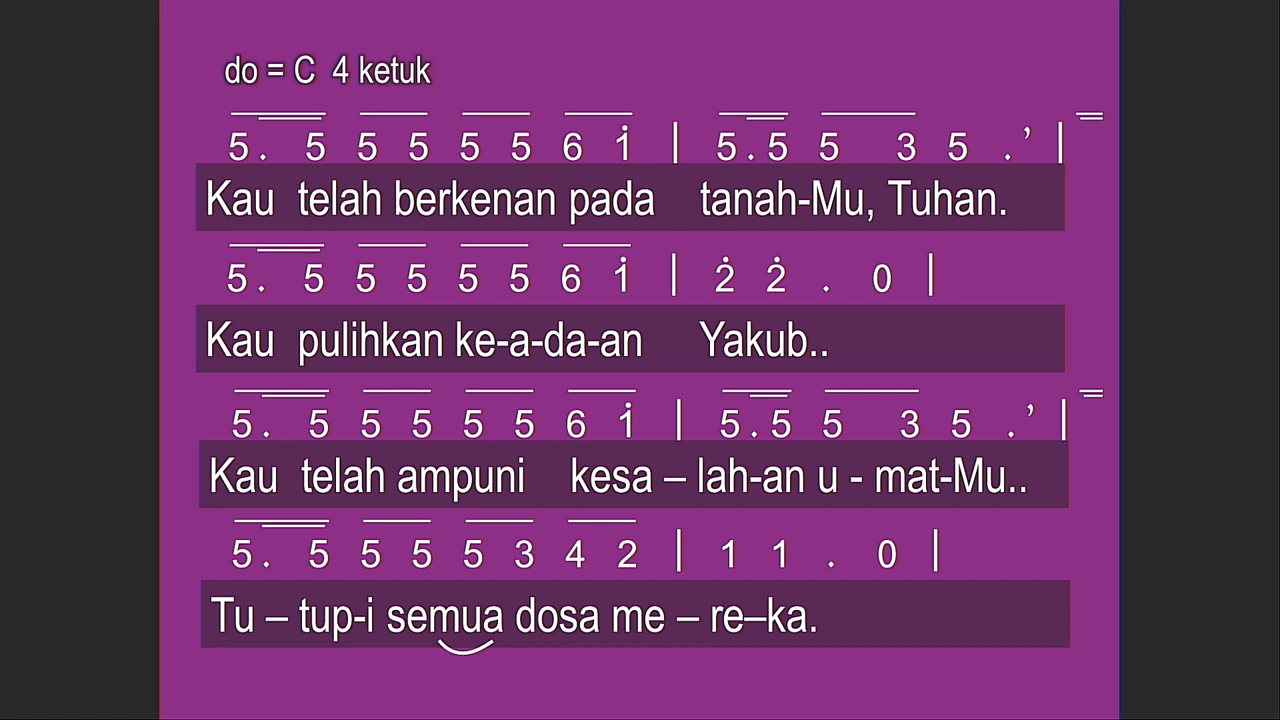 do = C 4 ketuk
5 . 5 5 5 5 5 6 1̇ | 5 . 5 5 3 5 . ’ |
Kau telah berkenan pada tanah-Mu, Tuhan.
5 . 5 5 5 5 5 6 1̇ | 2̇ 2̇ . 0 |
Kau pulihkan ke-a-da-an Yakub..
5 . 5 5 5 5 5 6 1̇ | 5 . 5 5 3 5 . ’ |
Kau telah ampuni kesa – lah-an u - mat-Mu..
5 . 5 5 5 5 3 4 2 | 1 1 . 0 |
Tu – tup-i semua dosa me – re–ka.